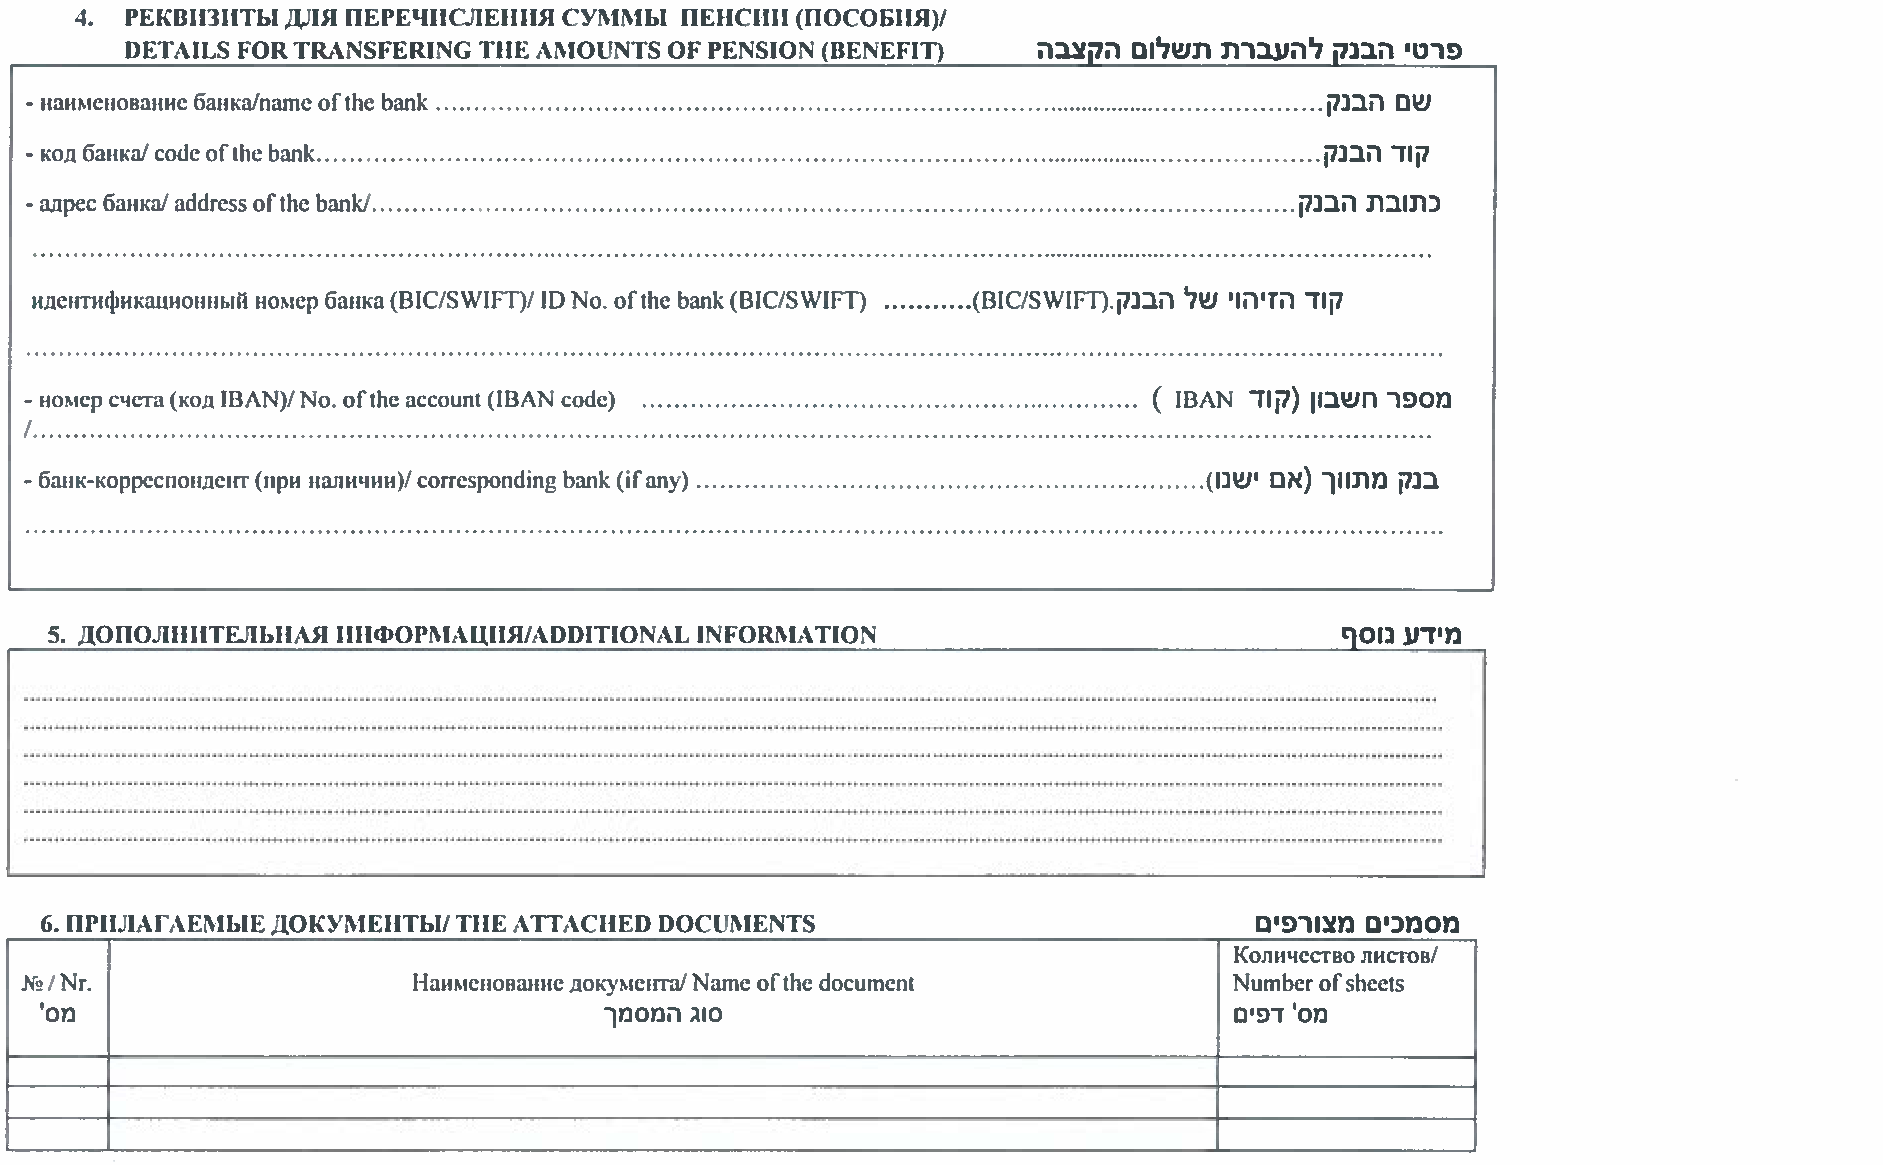 4. РЕКВИЗИТЫ ДЛЯ ПЕРЕЧИСЛЕНИЯ СУММЫ ПЕНСИИ (ПОСОБИЯ)/
DETAILS FOR TRANSFERING THE AMOUNTS OF PENSION (BENEFIT) פרטי הבנק להעברת תשלום הקצבה
- наименование банка/name of the bank ........................ שם הבנק
- код банка/ code of the bank........................ קוד הבנק
- адрес банка/ address of the bank/........................ כתובת הבנק
идентификационный номер банка (BIC/SWIFT)/ ID No. of the bank (BIC/SWIFT) ...........(BIC/SWIFT).קוד הזיהוי של הבנק
- номер счета (код IBAN)/ No. of the account (IBAN code) ........................ מספר חשבון (קוד IBAN )
/........................
- банк-корреспондент (при наличии)/ corresponding bank (if any) ........................ בנק מתווך (אם ישנו)
5. ДОПОЛНИТЕЛЬНАЯ ИНФОРМАЦИЯ/ADDITIONAL INFORMATION מידע נוסף
6. ПРИЛАГАЕМЫЕ ДОКУМЕНТЫ/ THE ATTACHED DOCUMENTS מסמכים מצורפים
№ / Nr.
מס'
Наименование документа/ Name of the document
סוג המסמך
Количество листов/
Number of sheets
מס' דפים